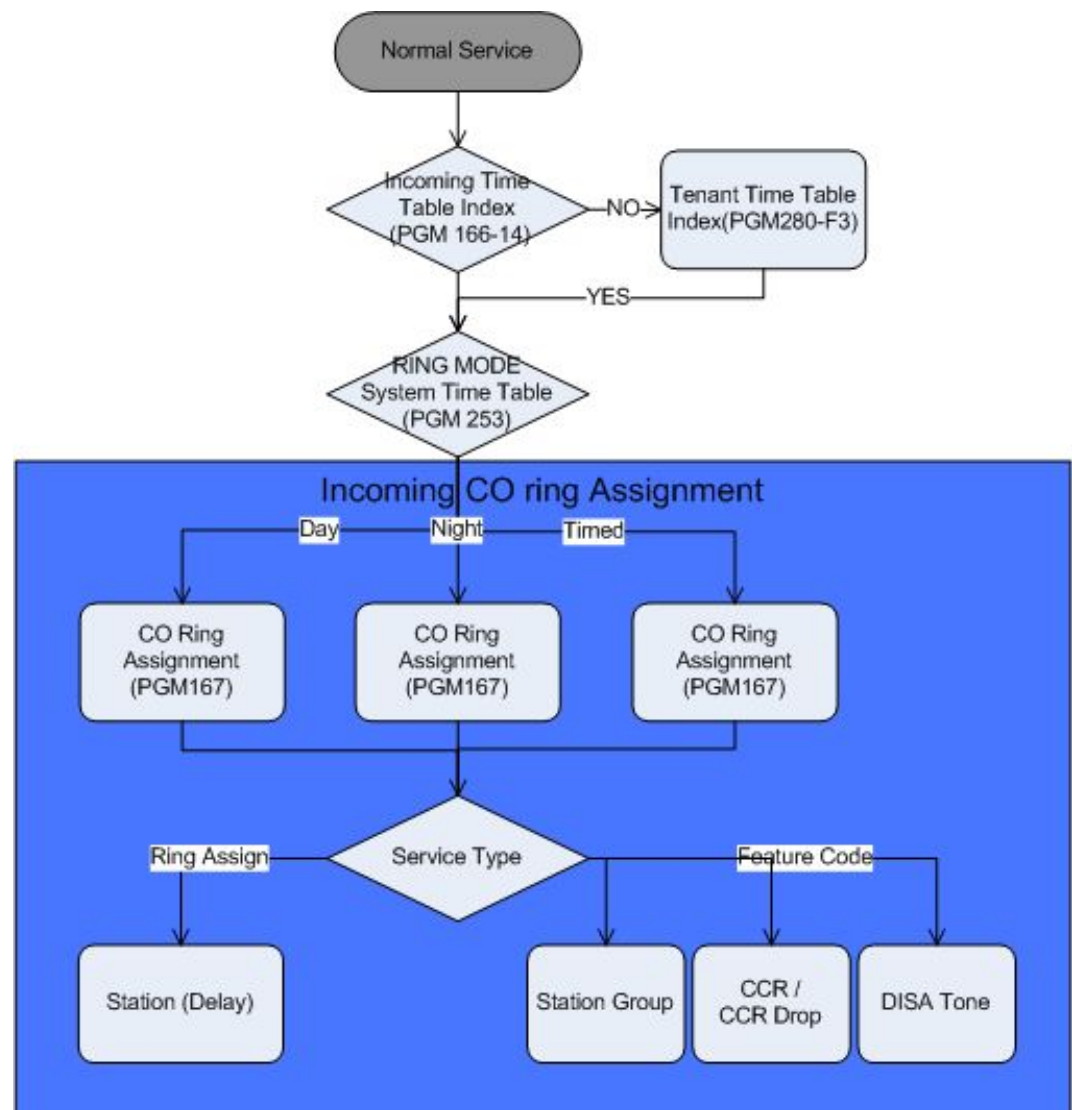 Normal Service
Incoming Time
Table Index
(PGM 166-14)
NO
Tenant Time Table
Index(PGM280-F3)
YES
RING MODE
System Time Table
(PGM 253)
Incoming CO ring Assignment
Day
Night
Timed
CO Ring
Assignment
(PGM167)
CO Ring
Assignment
(PGM167)
CO Ring
Assignment
(PGM167)
Ring Assign
Service Type
Feature Code
Station (Delay)
Station Group
CCR /
CCR Drop
DISA Tone